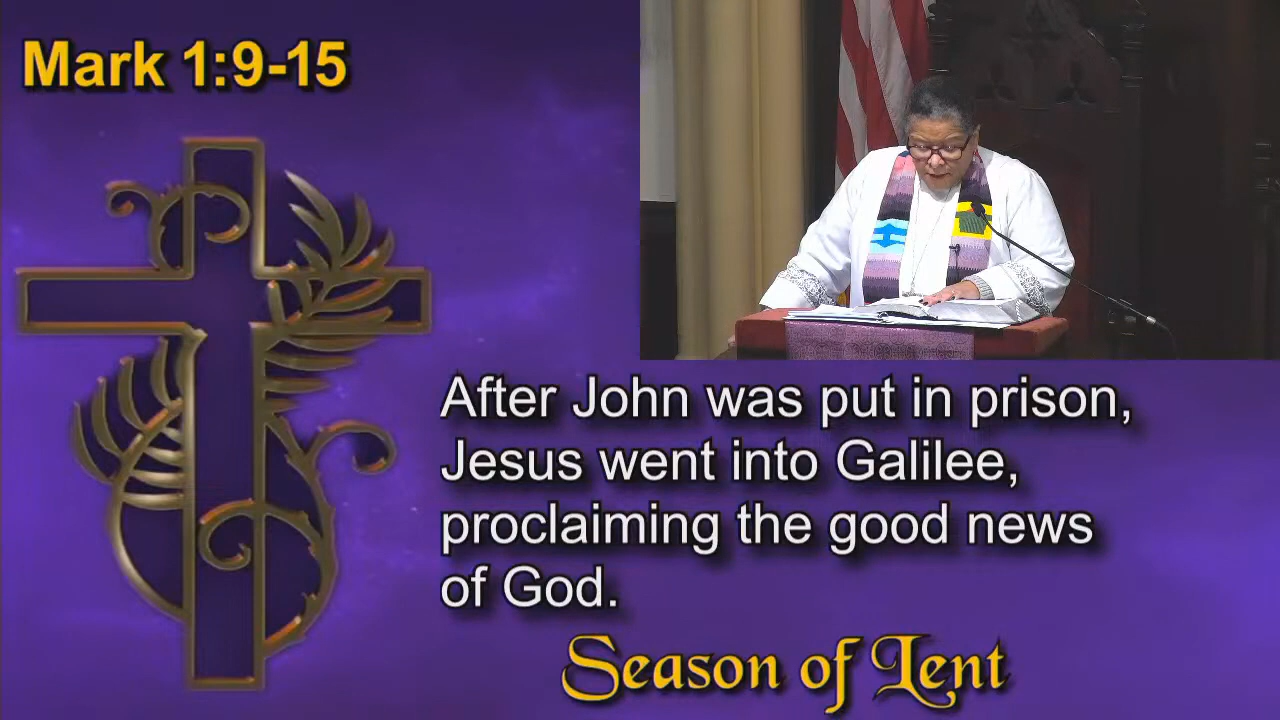 Mark 1:9-15
After John was put in prison,
Jesus went into Galilee,
proclaiming the good news
of God.
Season of Lent